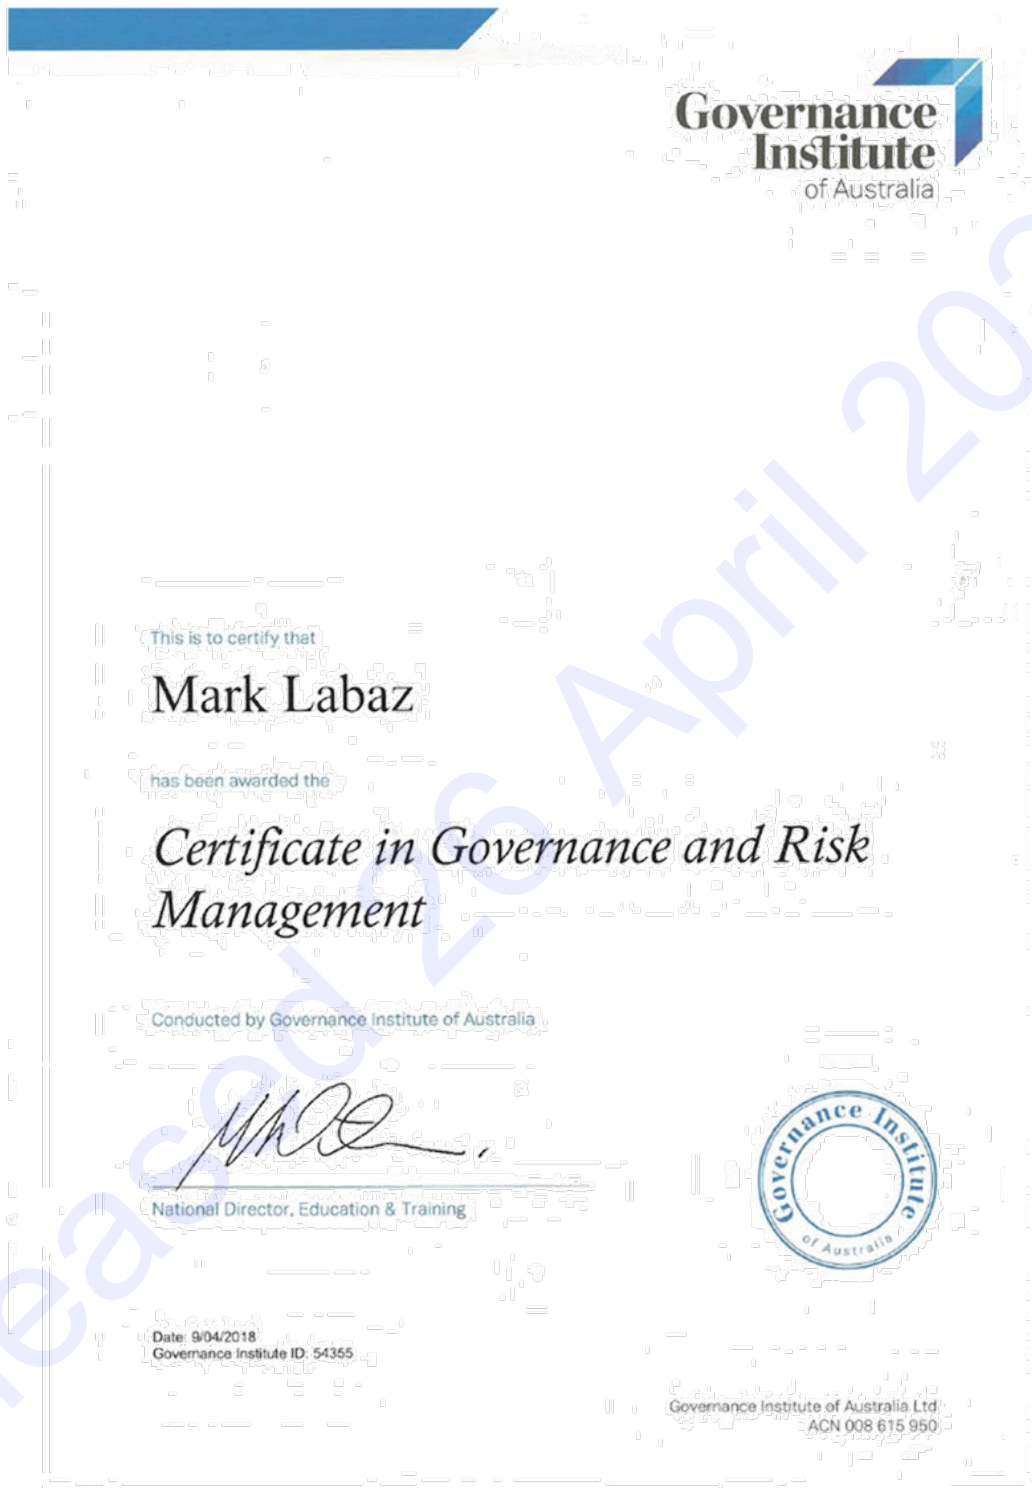 Governance
Institute
of Australia
This is to certify that
Mark Labaz
has been awarded the
Certificate in Governance and Risk
Management
Conducted by Governance Institute of Australia
National Director, Education & Training
Governance Institute
of Australia
Date: 9/04/2018
Governance Institute ID: 54355
Governance Institute of Australia Ltd
ACN 008 615 950
26 April